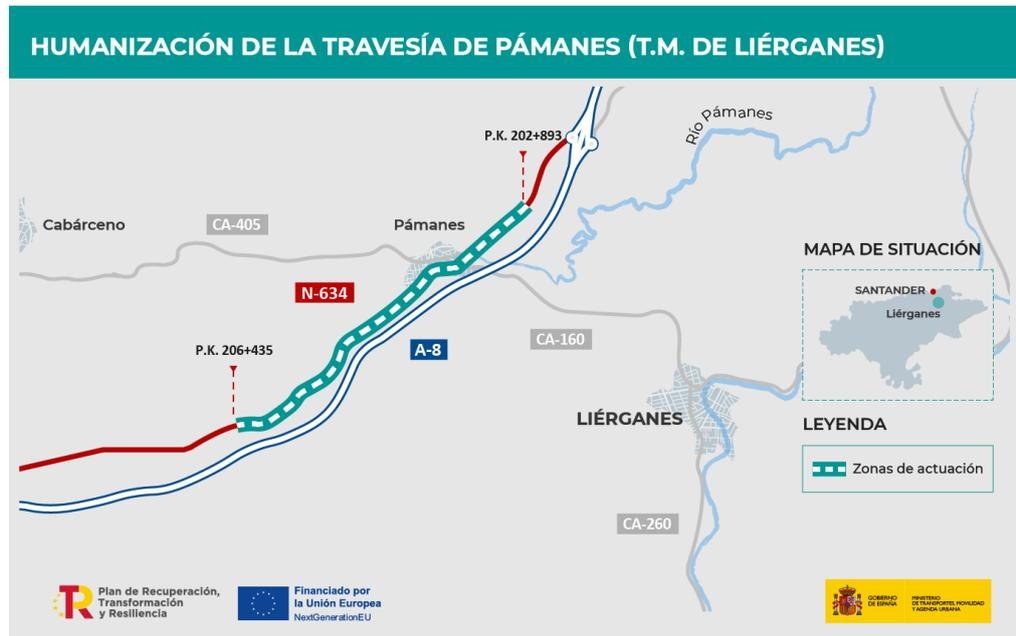 HUMANIZACIÓN DE LA TRAVESÍA DE PÁMANES (T.M. DE LIÉRGANES)
Río Pámanes
P.K. 202+893
Cabárceno
CA-405
Pámanes
MAPA DE SITUACIÓN
SANTANDER
Liérganes
N-634
A-8
CA-160
P.K. 206+435
LIÉRGANES
LEYENDA
Zonas de actuación
CA-260
Plan de Recuperación,
Transformación
y Resiliencia
Financiado por
la Unión Europea
NextGenerationEU
GOBIERNO
DE ESPAÑA
MINISTERIO
DE TRANSPORTES, MOVILIDAD
Y AGENDA URBANA